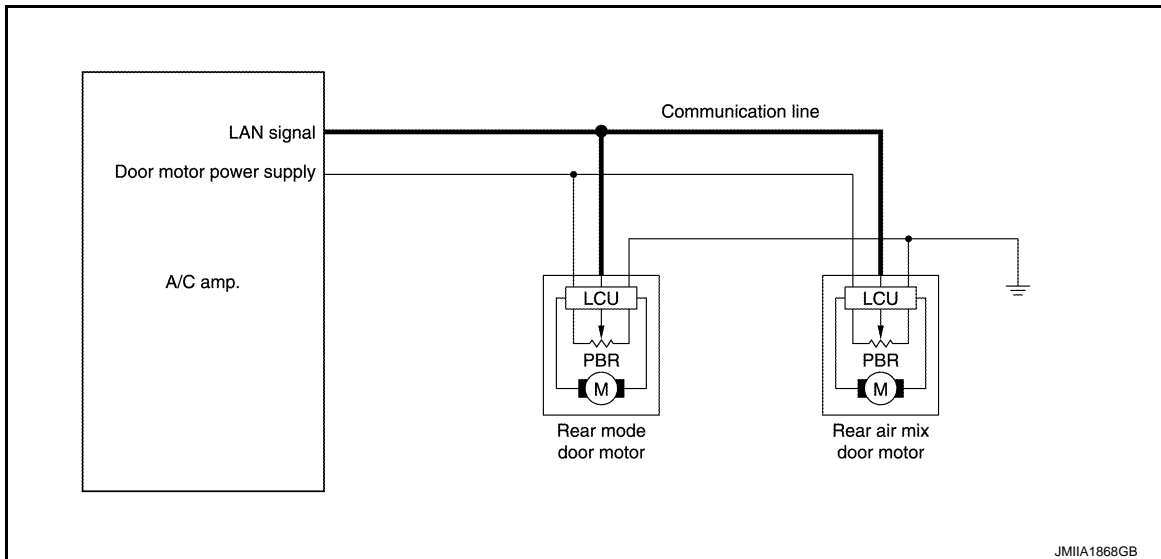 Communication line
LAN signal
Door motor power supply
A/C amp.
LCU
PBR
M
Rear mode
door motor
LCU
PBR
M
Rear air mix
door motor
JMIIA1868GB